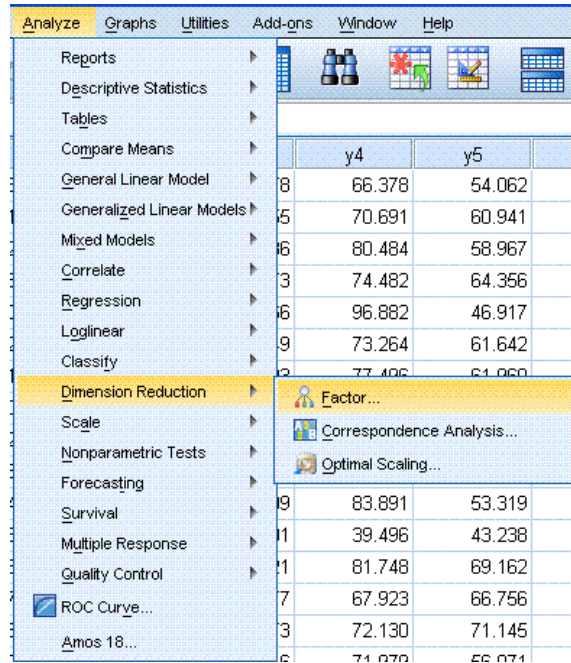 Analyze Graphs Utilities Add-ons Window Help
Reports
Descriptive Statistics
Tables
Compare Means
General Linear Model
Generalized Linear Models
Mixed Models
Correlate
Regression
Loglinear
Classify
Dimension Reduction
Scale
Nonparametric Tests
Forecasting
Survival
Multiple Response
Quality Control
ROC Curve...
Amos 18...
Factor...
Correspondence Analysis...
Optimal Scaling...
y4 y5
66.378 54.062
70.691 60.941
80.484 58.967
74.482 64.356
96.882 46.917
73.264 61.642
83.891 53.319
39.496 43.238
81.748 69.162
67.923 66.756
72.130 71.145